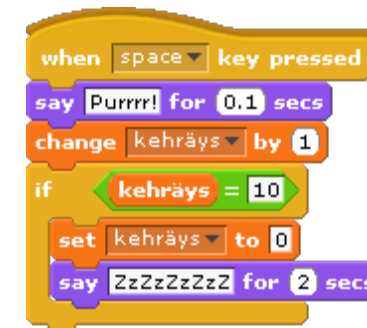 when space key pressed
say Purrrr! for 0.1 secs
change kehräys by 1
if kehräys = 10
set kehräys to 0
say ZzZzZzZzZ for 2 secs